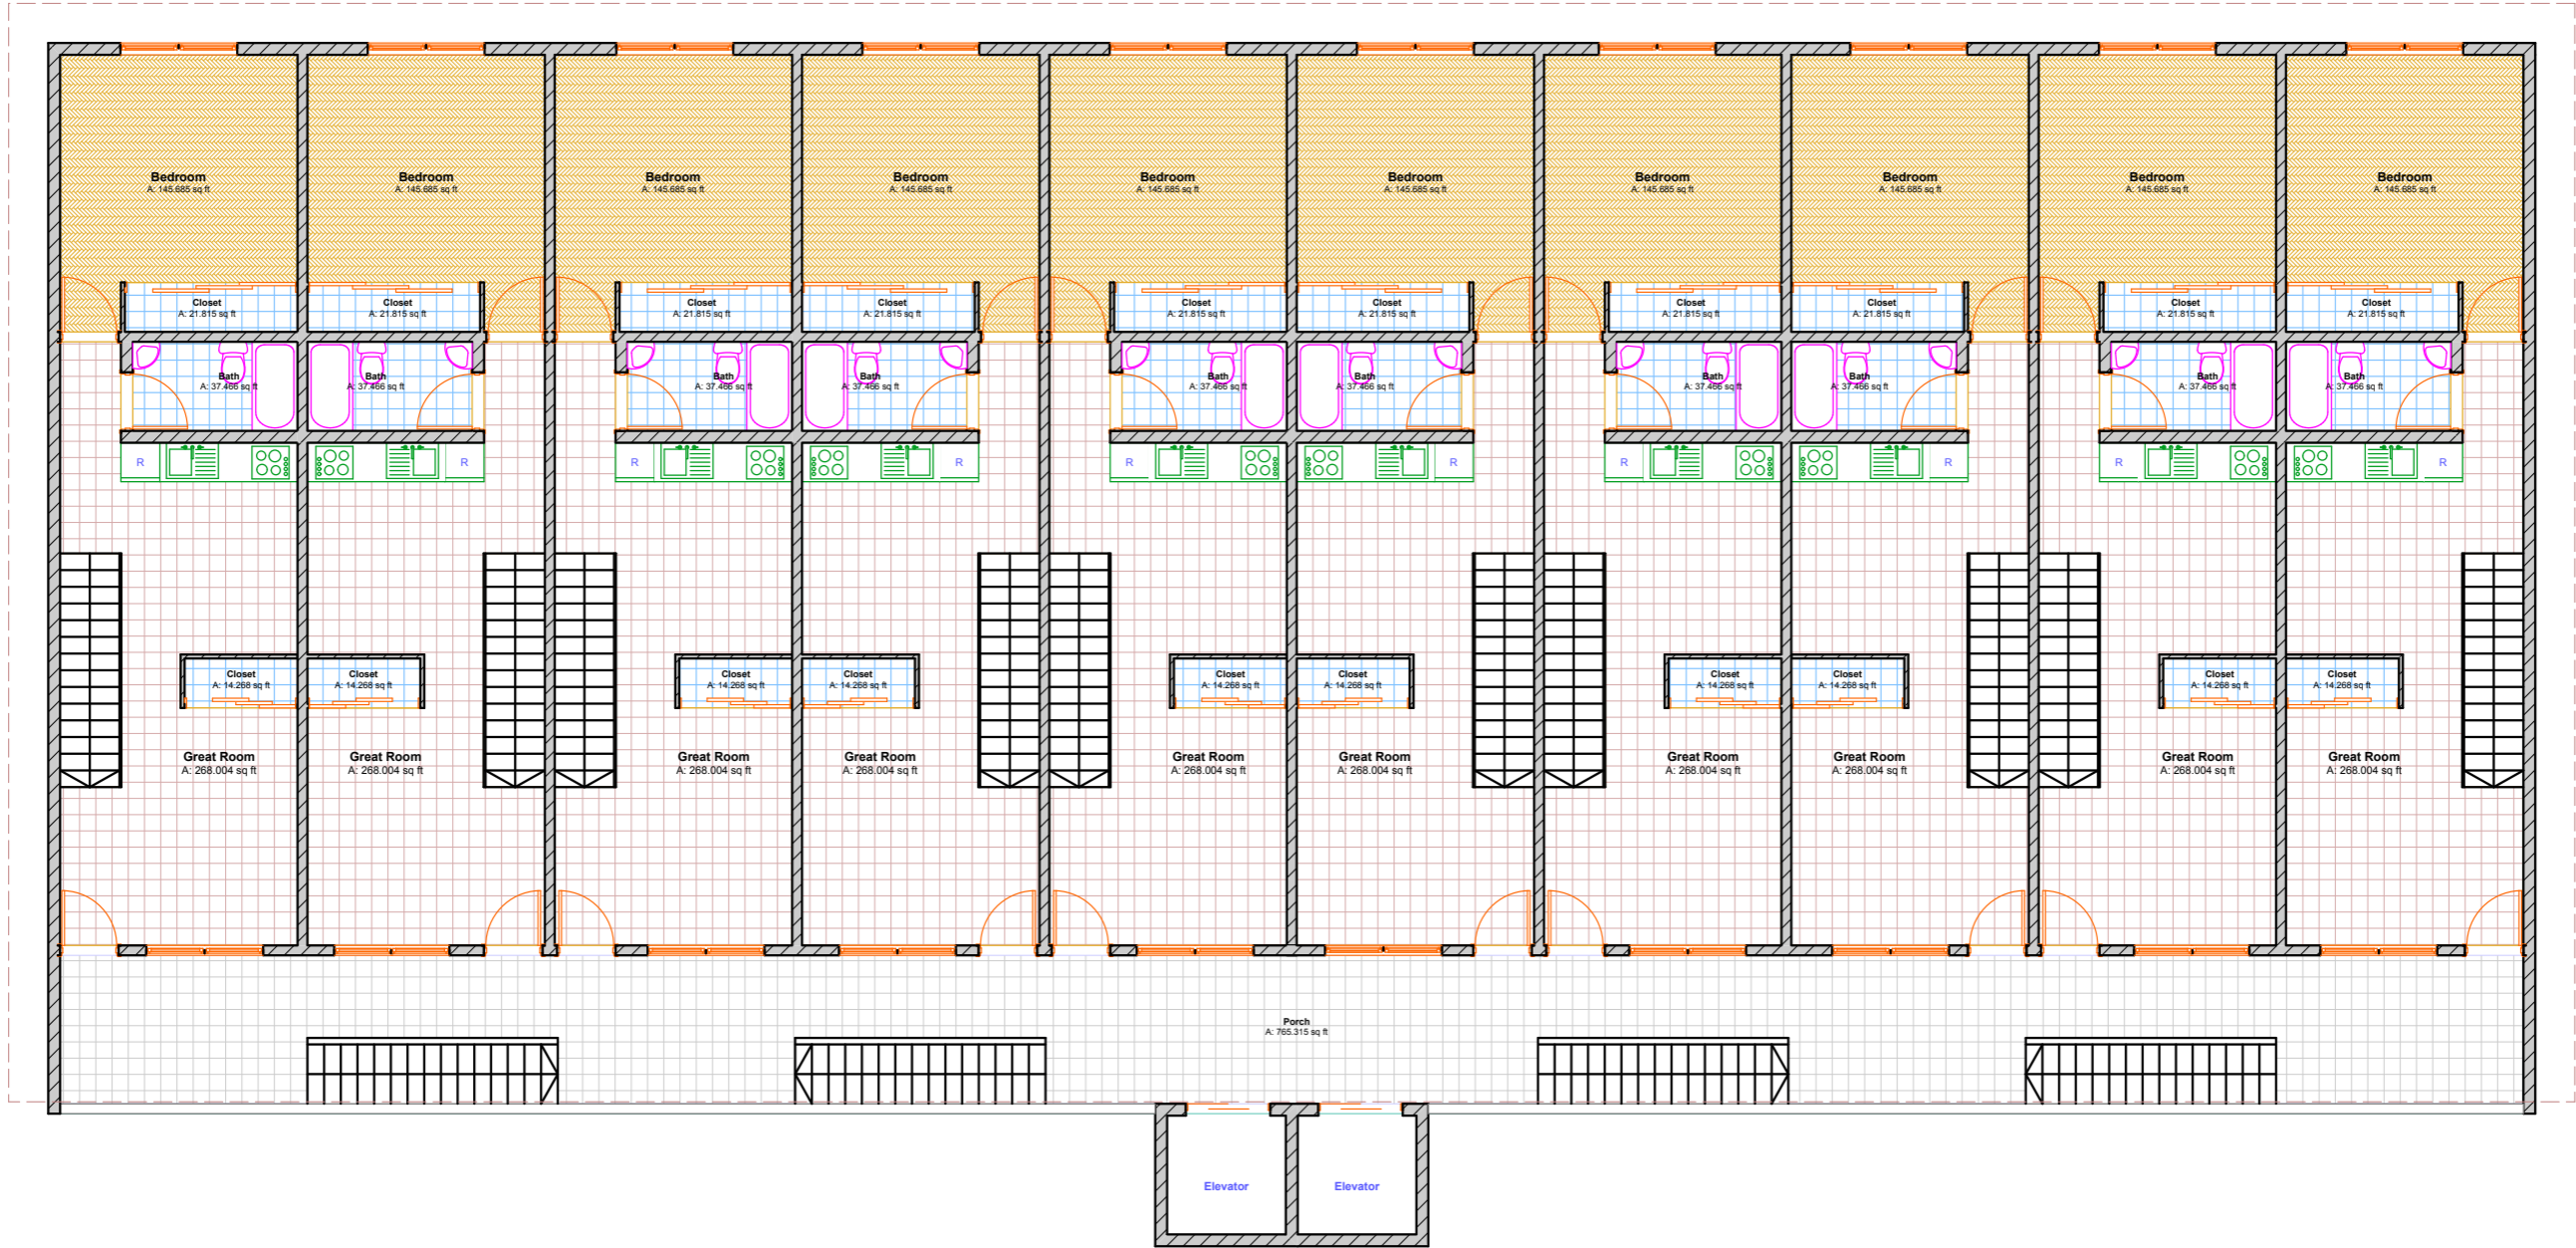 Bedroom
A: 145.685 sq ft
Bedroom
A: 145.685 sq ft
Bedroom
A: 145.685 sq ft
Bedroom
A: 145.685 sq ft
Bedroom
A: 145.685 sq ft
Bedroom
A: 145.685 sq ft
Bedroom
A: 145.685 sq ft
Bedroom
A: 145.685 sq ft
Bedroom
A: 145.685 sq ft
Bedroom
A: 145.685 sq ft
Closet
A: 21.815 sq ft
Closet
A: 21.815 sq ft
Closet
A: 21.815 sq ft
Closet
A: 21.815 sq ft
Closet
A: 21.815 sq ft
Closet
A: 21.815 sq ft
Closet
A: 21.815 sq ft
Closet
A: 21.815 sq ft
Closet
A: 21.815 sq ft
Closet
A: 21.815 sq ft
Bath
A: 37.466 sq ft
Bath
A: 37.466 sq ft
Bath
A: 37.466 sq ft
Bath
A: 37.466 sq ft
Bath
A: 37.466 sq ft
Bath
A: 37.466 sq ft
Bath
A: 37.466 sq ft
Bath
A: 37.466 sq ft
Bath
A: 37.466 sq ft
Bath
A: 37.466 sq ft
R
R
R
R
R
R
R
R
R
R
Closet
A: 14.268 sq ft
Closet
A: 14.268 sq ft
Closet
A: 14.268 sq ft
Closet
A: 14.268 sq ft
Closet
A: 14.268 sq ft
Closet
A: 14.268 sq ft
Closet
A: 14.268 sq ft
Closet
A: 14.268 sq ft
Closet
A: 14.268 sq ft
Closet
A: 14.268 sq ft
Great Room
A: 268.004 sq ft
Great Room
A: 268.004 sq ft
Great Room
A: 268.004 sq ft
Great Room
A: 268.004 sq ft
Great Room
A: 268.004 sq ft
Great Room
A: 268.004 sq ft
Great Room
A: 268.004 sq ft
Great Room
A: 268.004 sq ft
Great Room
A: 268.004 sq ft
Great Room
A: 268.004 sq ft
Porch
A: 765.315 sq ft
Elevator
Elevator